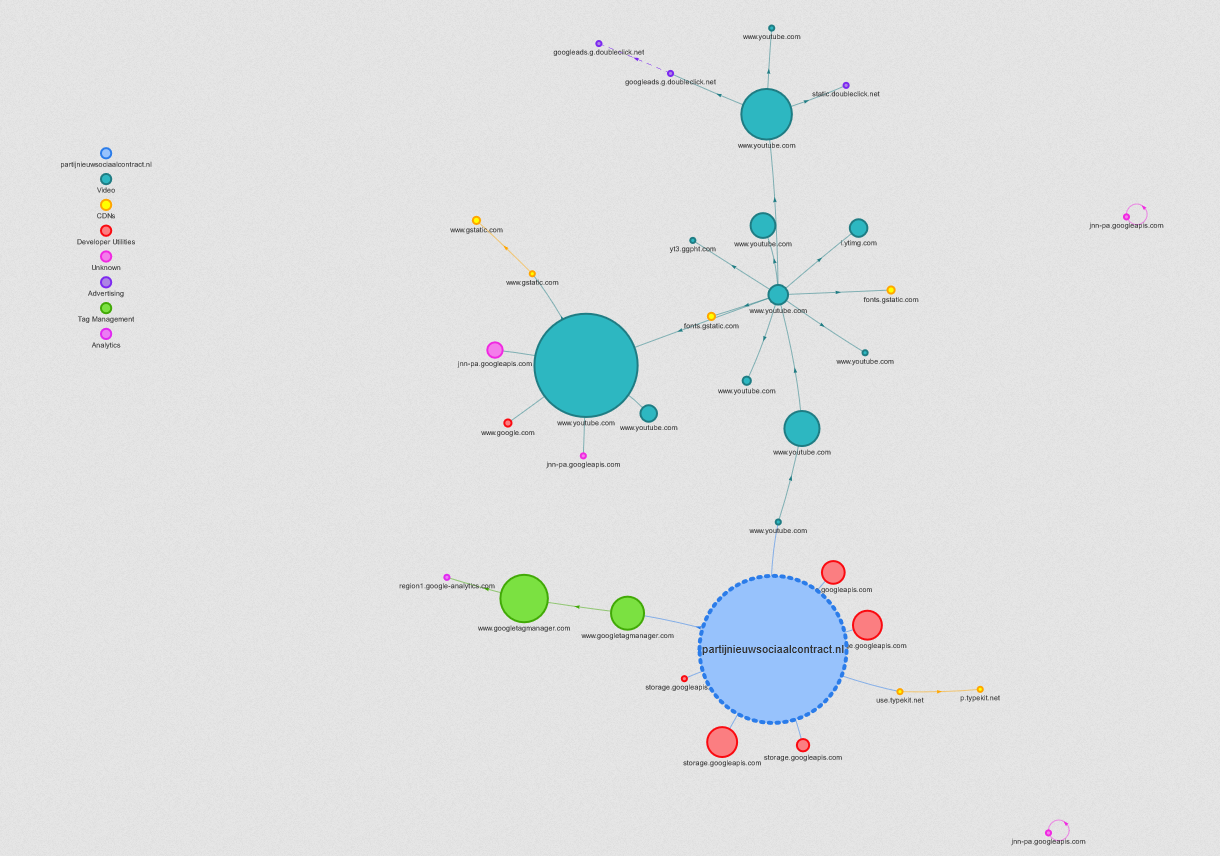 www.youtube.com
googleads.g.doubleclick.net
googleads.g.doubleclick.net
static.doubleclick.net
www.youtube.com
partijnieuwsociaalcontract.nl
Video
CDNs
Developer Utilities
Unknown
Advertising
Tag Management
Analytics
www.gstatic.com
www.youtube.com
i.ytimg.com
jnn-pa.googleapis.com
yt3.ggpht.com
www.gstatic.com
fonts.gstatic.com
www.youtube.com
fonts.gstatic.com
jnn-pa.googleapis.com
www.youtube.com
www.youtube.com
www.google.com
www.youtube.com
www.youtube.com
www.youtube.com
jnn-pa.googleapis.com
www.youtube.com
region1.google-analytics.com
googleapis.com
www.googletagmanager.com
www.googletagmanager.com
partijnieuwsociaalcontract.nl
e.googleapis.com
storage.googleapis
use.typekit.net
p.typekit.net
storage.googleapis.com
storage.googleapis.com
jnn-pa.googleapis.com